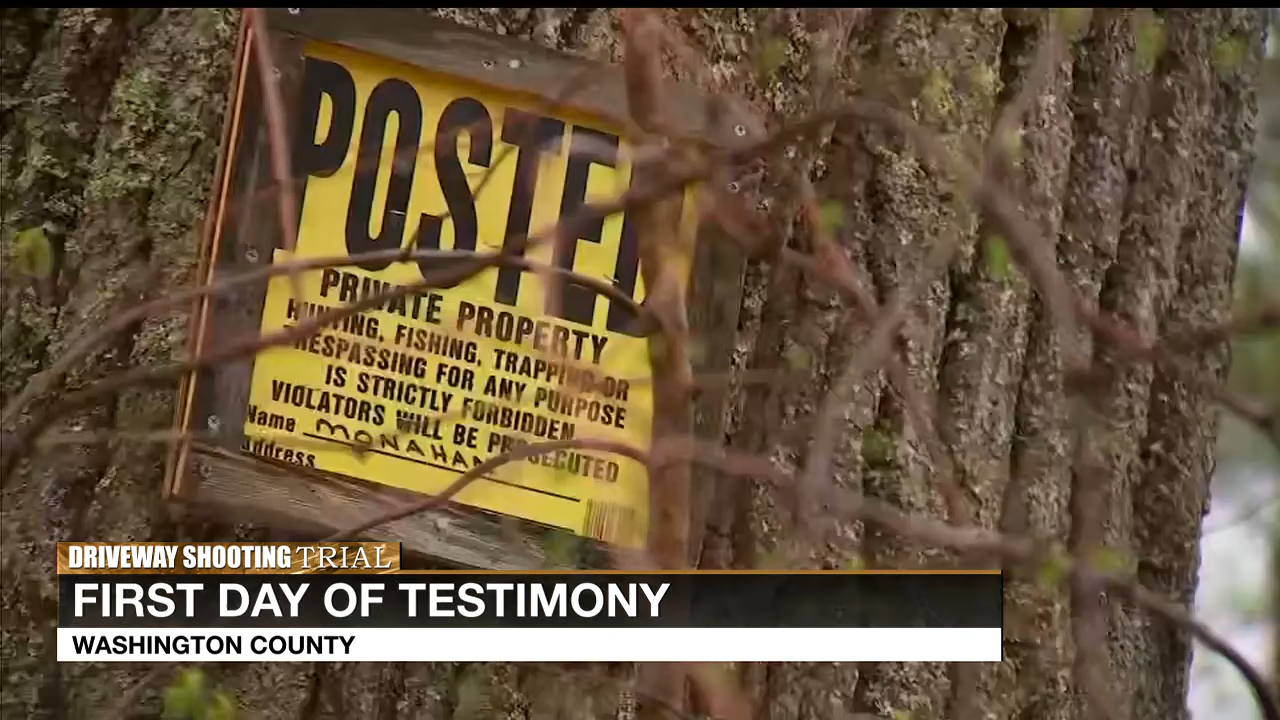 POSTED
PRIVATE PROPERTY
HUNTING, FISHING, TRAPPING OR
TRESPASSING FOR ANY PURPOSE
IS STRICTLY FORBIDDEN
VIOLATORS WILL BE PROSECUTED
Name MONAHAN
Address
DRIVEWAY SHOOTING TRIAL
FIRST DAY OF TESTIMONY
WASHINGTON COUNTY